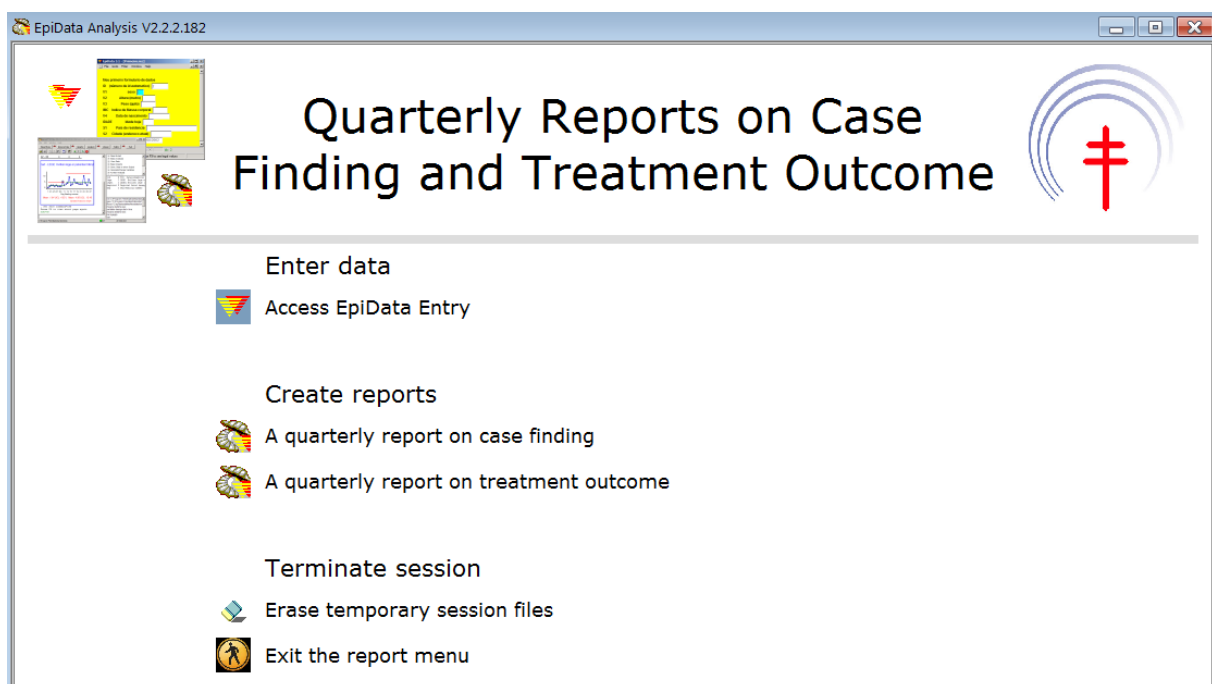 EpiData Analysis V2.2.2.182
Quarterly Reports on Case
Finding and Treatment Outcome
Enter data
Access EpiData Entry
Create reports
A quarterly report on case finding
A quarterly report on treatment outcome
Terminate session
Erase temporary session files
Exit the report menu